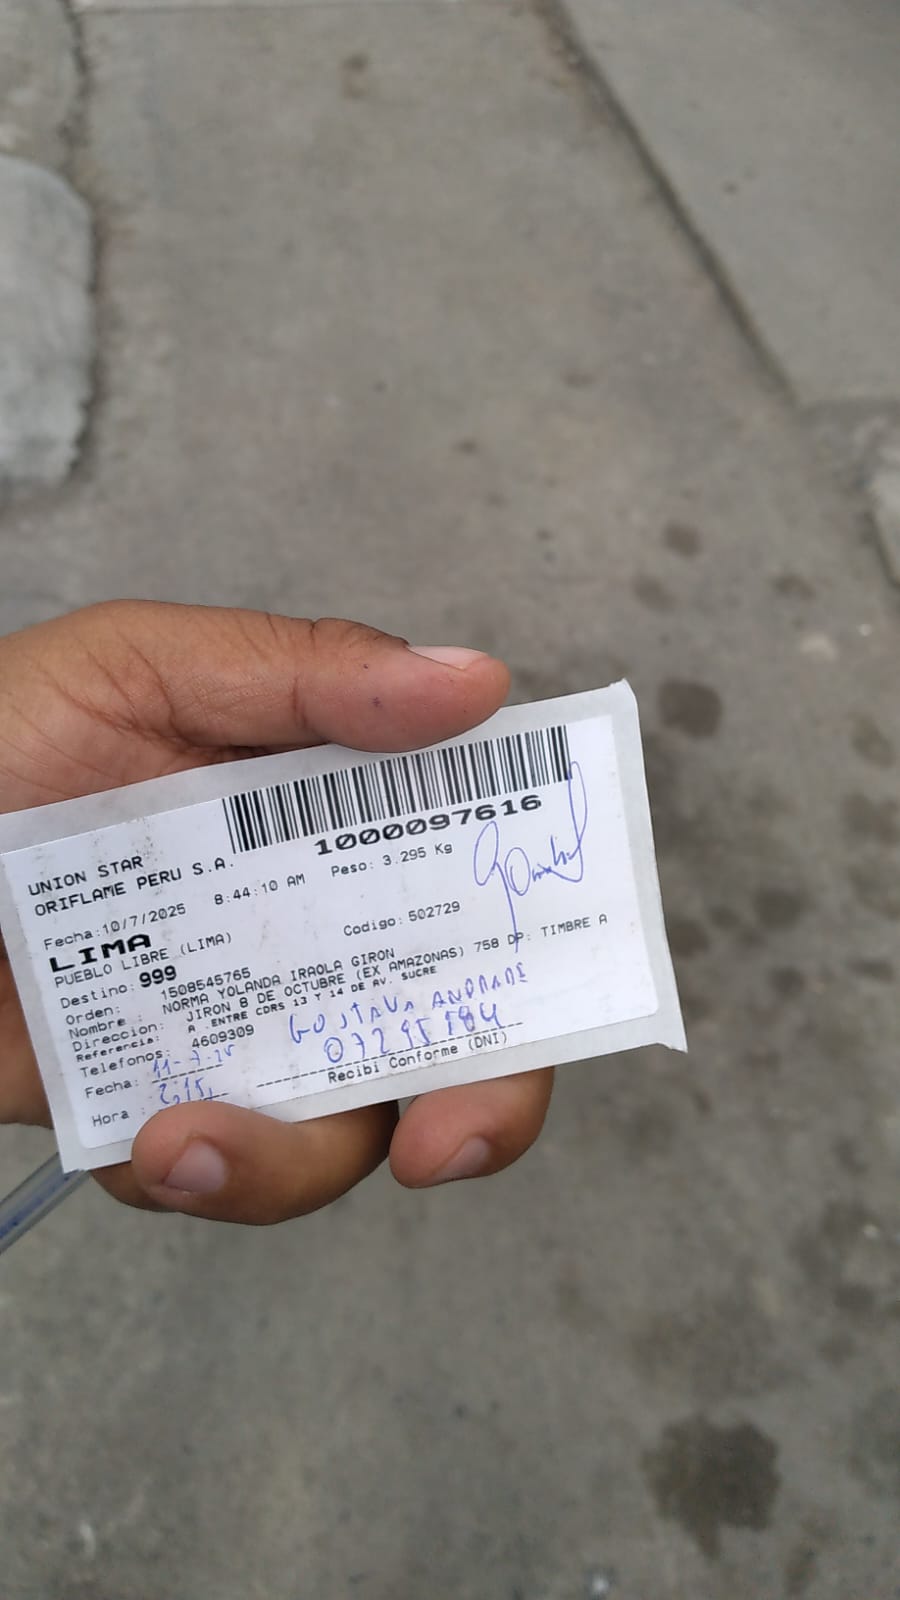 1000097616
UNION STAR
ORIFLAME PERU S.A.
Fecha:10/7/2025 8:44:10 AM Peso: 3.295 Kg
LIMA
PUEBLO LIBRE (LIMA) Codigo: 502729
Destino: 999
Orden: 1508545765
Nombre : NORMA YOLANDA IRAOLA GIRON
Direccion: JIRON 8 DE OCTUBRE (EX AMAZONAS) 758 DP: TIMBRE A
Referencia: A .ENTRE CDRS 13 Y 14 DE AV. SUCRE
Telefonos: 4609309
Fecha: 11-7-25
Hora :
ANDRADE
Recibi Conforme (DNI)